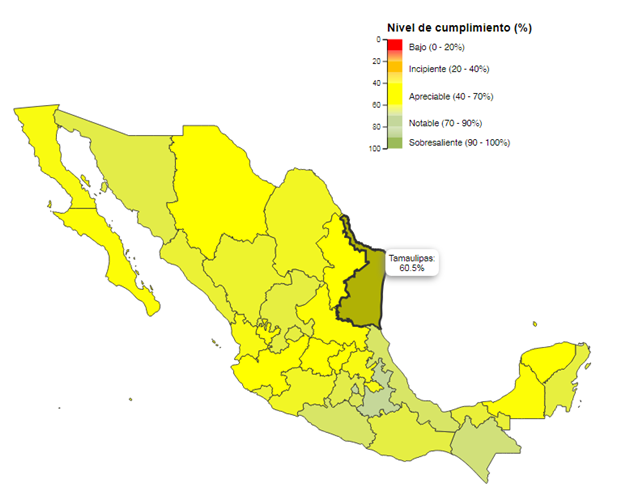 Nivel de cumplimiento (%)
0
Bajo (0 - 20%)
20
Incipiente (20 - 40%)
40
Apreciable (40 - 70%)
60
Notable (70 - 90%)
80
Sobresaliente (90 - 100%)
100
Tamaulipas:
60.5%